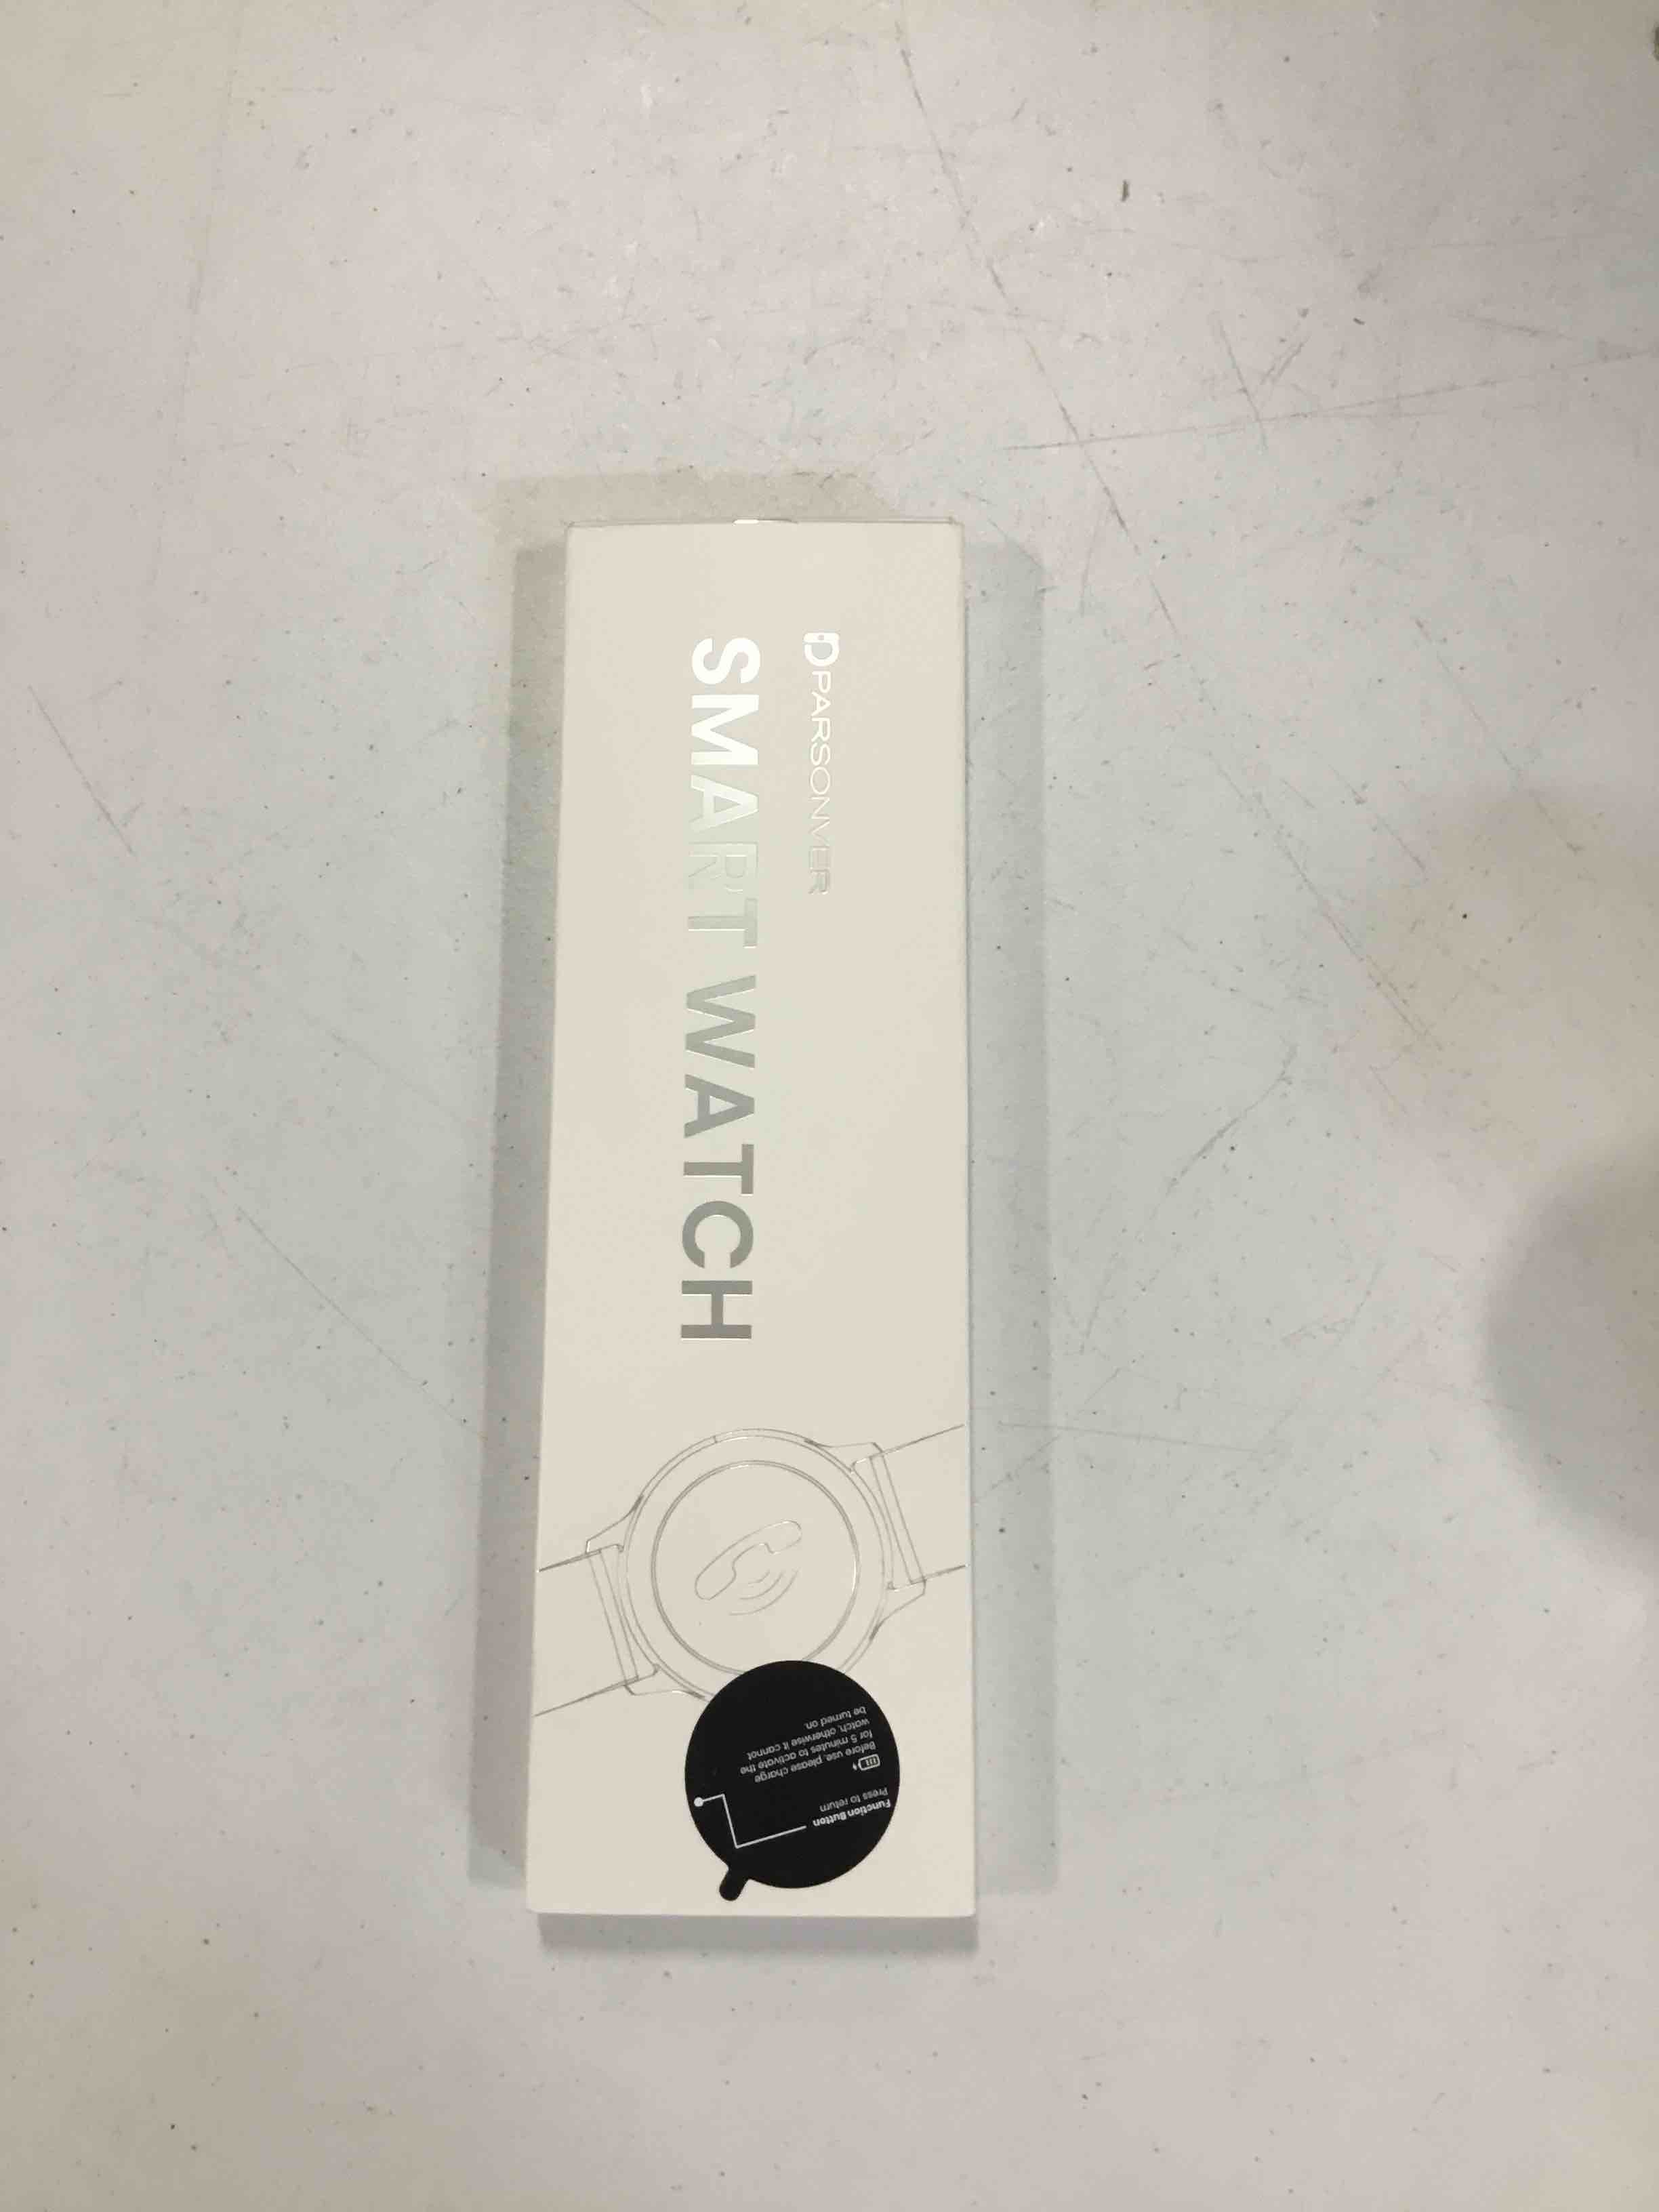 PARSONVER
SMART WATCH
Function Button
Press to return
Before use, please charge
for 5 minutes to activate the
watch, otherwise it cannot
be turned on.